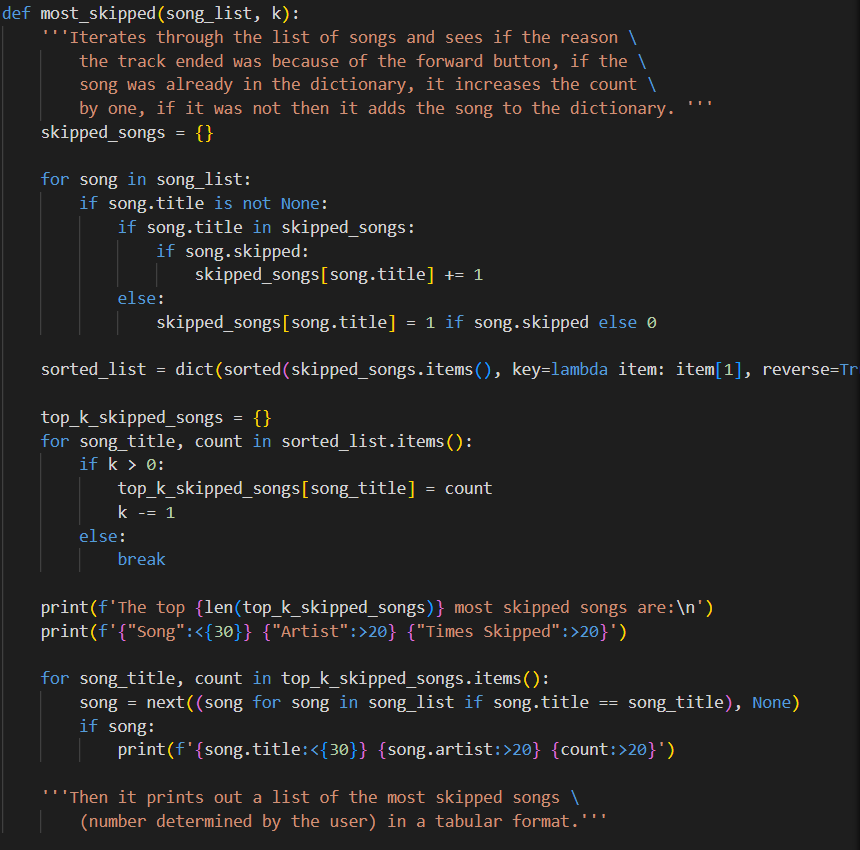 def most_skipped(song_list, k):
    '''Iterates through the list of songs and sees if the reason \
        the track ended was because of the forward button, if the \
        song was already in the dictionary, it increases the count \
        by one, if it was not then it adds the song to the dictionary. '''
    skipped_songs = {}

    for song in song_list:
        if song.title is not None:
            if song.title in skipped_songs:
                if song.skipped:
                    skipped_songs[song.title] += 1
            else:
                skipped_songs[song.title] = 1 if song.skipped else 0

    sorted_list = dict(sorted(skipped_songs.items(), key=lambda item: item[1], reverse=Tr

    top_k_skipped_songs = {}
    for song_title, count in sorted_list.items():
        if k > 0:
            top_k_skipped_songs[song_title] = count
            k -= 1
        else:
            break

    print(f'The top {len(top_k_skipped_songs)} most skipped songs are:\n')
    print(f'{"Song":<{30}} {"Artist":>20} {"Times Skipped":>20}')

    for song_title, count in top_k_skipped_songs.items():
        song = next((song for song in song_list if song.title == song_title), None)
        if song:
            print(f'{song.title:<{30}} {song.artist:>20} {count:>20}')

    '''Then it prints out a list of the most skipped songs \
        (number determined by the user) in a tabular format.'''